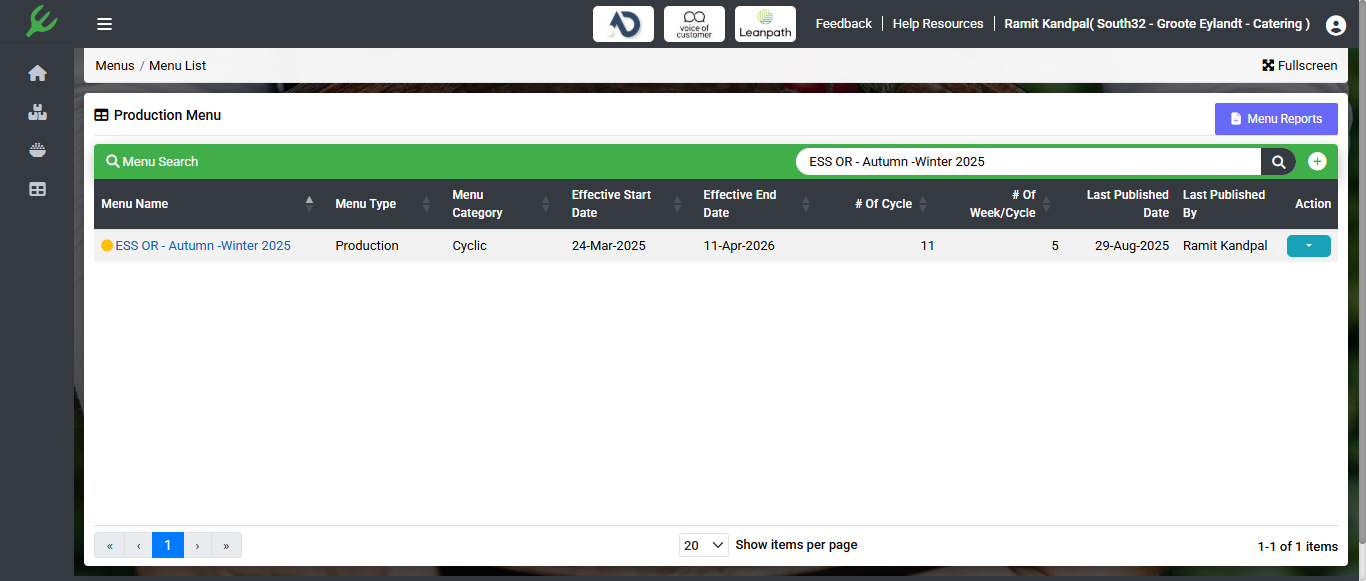 voice of
customer
Leanpath
Feedback
Help Resources
Ramit Kandpal( South32 - Groote Eylandt - Catering )
Menus / Menu List
Fullscreen
Production Menu
Menu Reports
Menu Search
ESS OR - Autumn -Winter 2025
Menu Name
Menu Type
Menu
Category
Effective Start
Date
Effective End
Date
# Of Cycle
# Of
Week/Cycle
Last Published
Date
Last Published
By
Action
ESS OR - Autumn -Winter 2025
Production
Cyclic
24-Mar-2025
11-Apr-2026
11
5
29-Aug-2025
Ramit Kandpal
« ‹ 1 › »
20
Show items per page
1-1 of 1 items